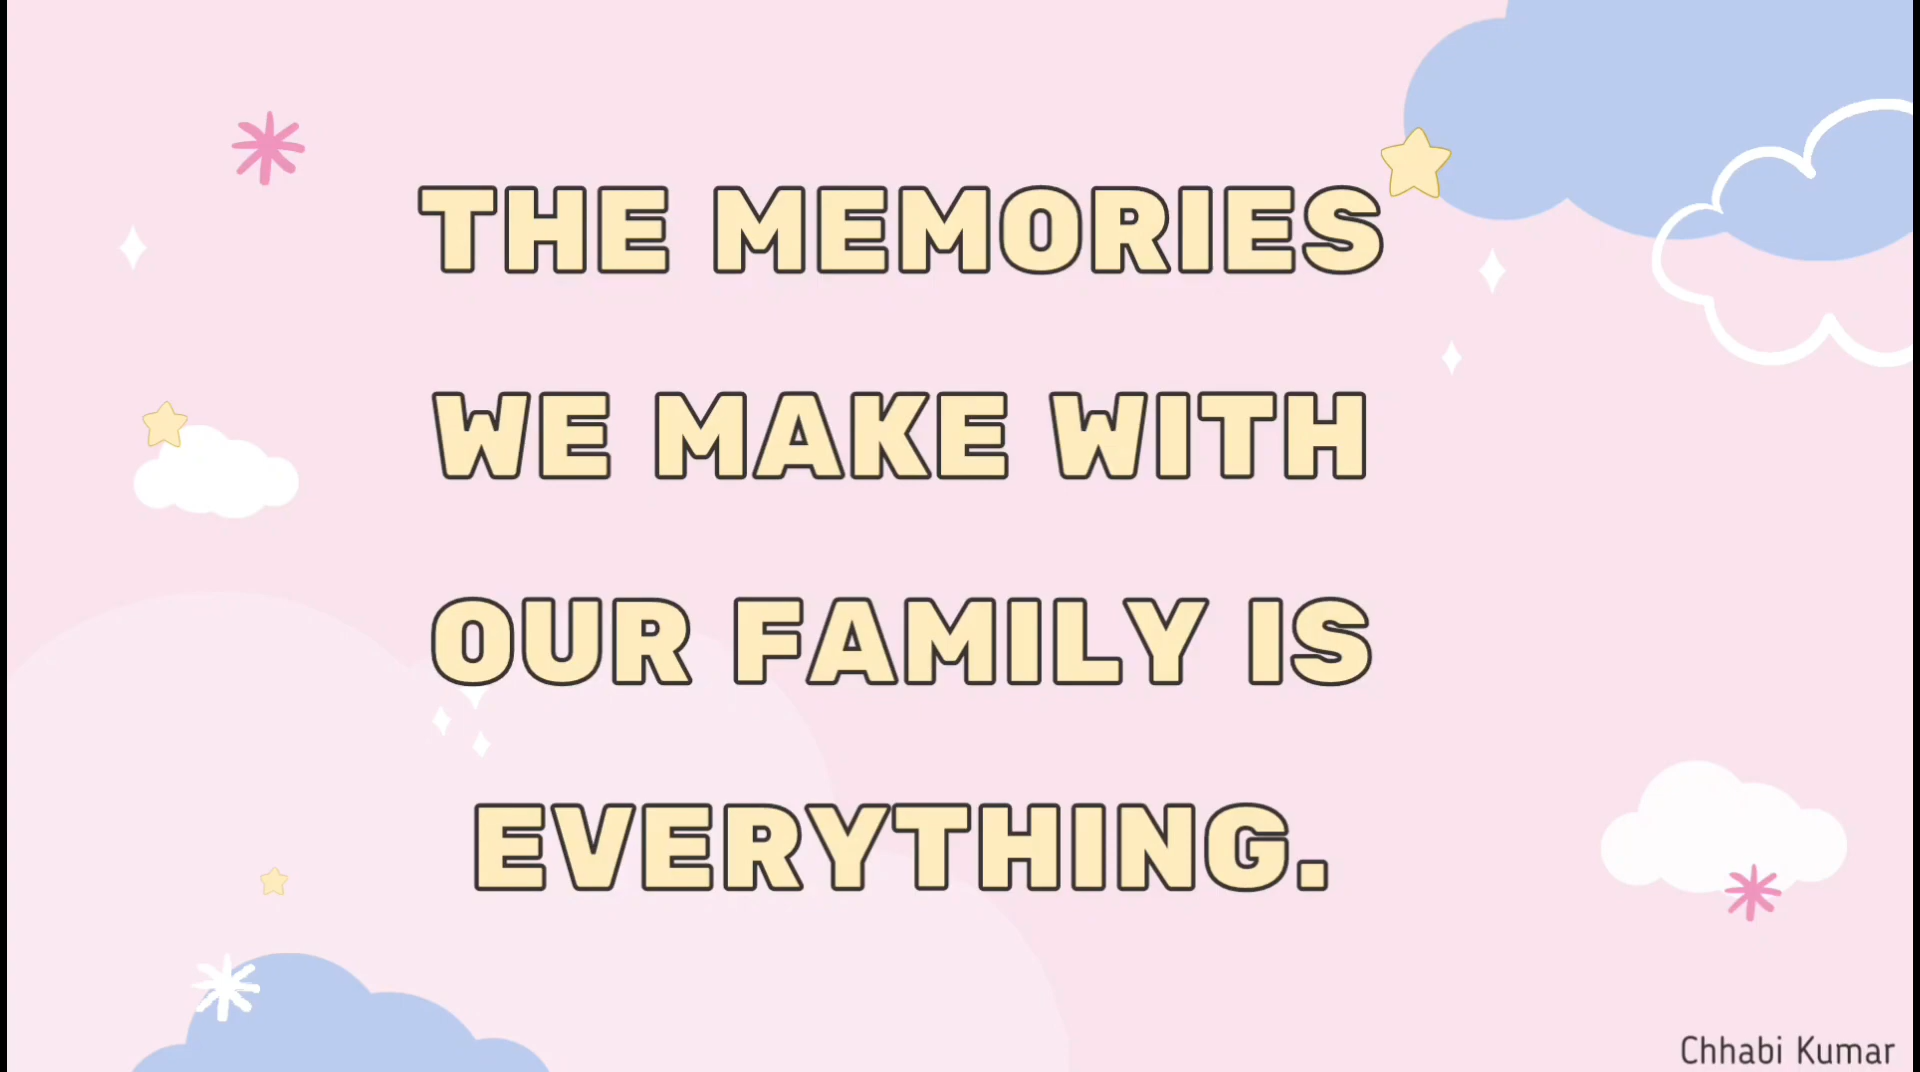 THE MEMORIES
WE MAKE WITH
OUR FAMILY IS
EVERYTHING.
Chhabi Kumar